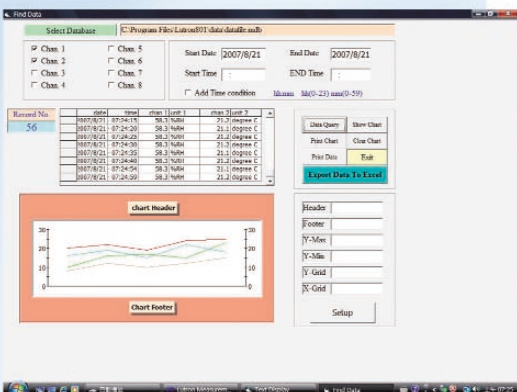 Find Data
Select Database C:\Program Files\Lutron801\data\datafile.mdb
Chan. 1 Chan. 5
Chan. 2 Chan. 6
Chan. 3 Chan. 7
Chan. 4 Chan. 8
Start Date 2007/8/21 End Date 2007/8/21
Start Time : END Time :
Add Time condition hh:mm hh(0-23) mm(0-59)
Record No.
56
date time chan 1 unit 1 chan 2 unit 2
2007/8/21 07:24:15 58.3 %RH 21.2 degree C
2007/8/21 07:24:20 58.3 %RH 21.1 degree C
2007/8/21 07:24:25 58.3 %RH 21.2 degree C
2007/8/21 07:24:30 58.3 %RH 21.2 degree C
2007/8/21 07:24:35 58.3 %RH 21.1 degree C
2007/8/21 07:24:40 58.3 %RH 21.1 degree C
2007/8/21 07:24:54 58.3 %RH 21.2 degree C
2007/8/21 07:24:59 58.3 %RH 21.2 degree C
Data Query Show Chart
Print Chart Clear Chart
Print Data Exit
Export Data To Excel
chart Header
30 30
20 20
10 10
0 0
Chart Footer
Header
Footer
Y-Max
Y-Min
Y-Grid
X-Grid
Setup
Lutron Measurem... Text Display Find Data 上午 07:25